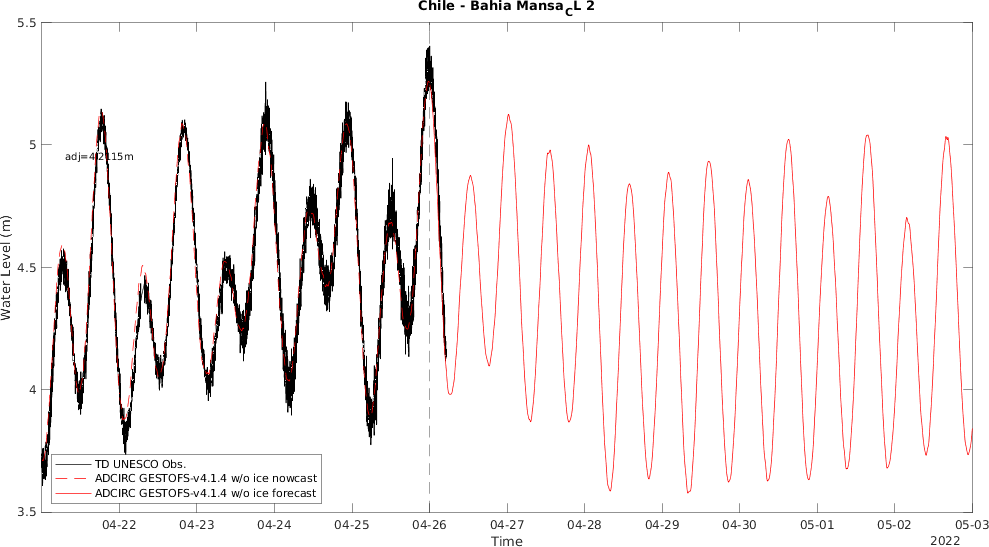 Chile - Bahia MansaCL 2
5.5
5
4.5
4
3.5
Water Level (m)
adj=4.2115m
TD UNESCO Obs.
ADCIRC GESTOFS-v4.1.4 w/o ice nowcast
ADCIRC GESTOFS-v4.1.4 w/o ice forecast
04-22 04-23 04-24 04-25 04-26 04-27 04-28 04-29 04-30 05-01 05-02 05-03
Time
2022